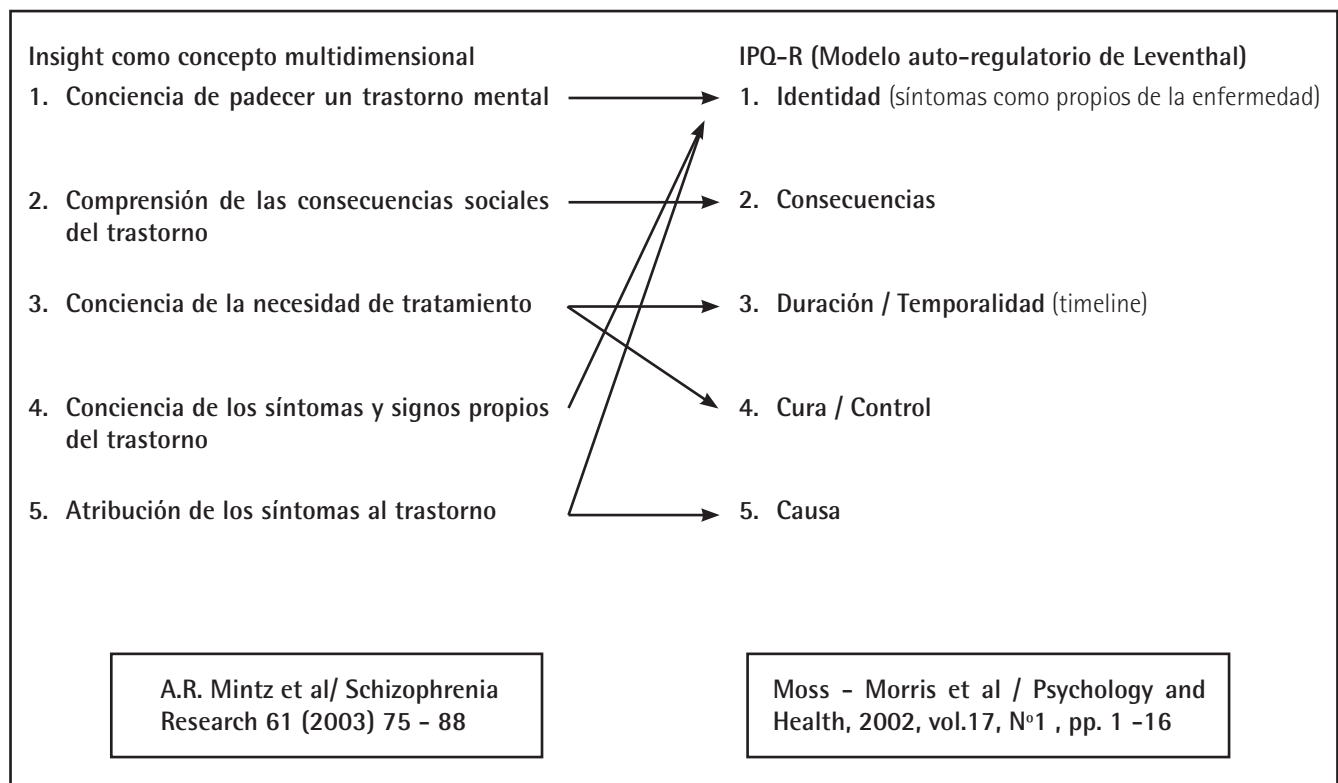 Insight como concepto multidimensional
1. Conciencia de padecer un trastorno mental
2. Comprensión de las consecuencias sociales
del trastorno
3. Conciencia de la necesidad de tratamiento
4. Conciencia de los síntomas y signos propios
del trastorno
5. Atribución de los síntomas al trastorno
A.R. Mintz et al/ Schizophrenia
Research 61 (2003) 75 - 88
IPQ-R (Modelo auto-regulatorio de Leventhal)
1. Identidad (síntomas como propios de la enfermedad)
2. Consecuencias
3. Duración / Temporalidad (timeline)
4. Cura / Control
5. Causa
Moss - Morris et al / Psychology and
Health, 2002, vol.17, Nº1 , pp. 1 -16